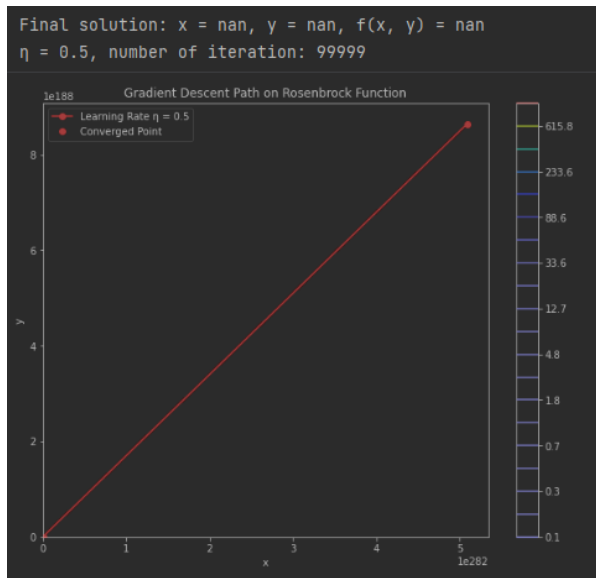 Final solution: x = nan, y = nan, f(x, y) = nan
η = 0.5, number of iteration: 99999
Gradient Descent Path on Rosenbrock Function
1e188
Learning Rate η = 0.5
Converged Point
8
6
4
2
0
y
0 1 2 3 4 5
1e282
x
615.8
233.6
88.6
33.6
12.7
4.8
1.8
0.7
0.3
0.1